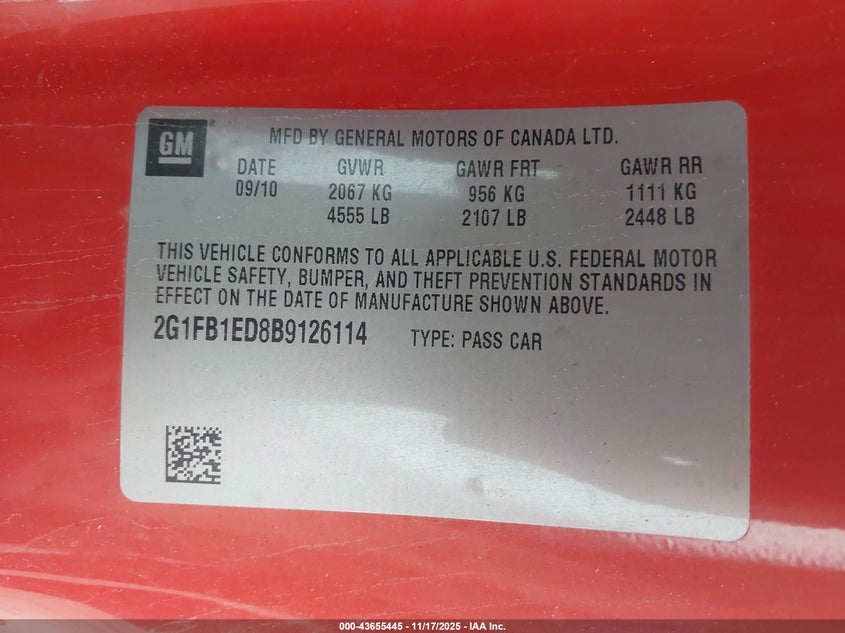 GM ®
MFD BY GENERAL MOTORS OF CANADA LTD.
DATE GVWR GAWR FRT GAWR RR
09/10 2067 KG 956 KG 1111 KG
4555 LB 2107 LB 2448 LB
THIS VEHICLE CONFORMS TO ALL APPLICABLE U.S. FEDERAL MOTOR
VEHICLE SAFETY, BUMPER, AND THEFT PREVENTION STANDARDS IN
EFFECT ON THE DATE OF MANUFACTURE SHOWN ABOVE.
2G1FB1ED8B9126114 TYPE: PASS CAR
000-43655445 - 11/17/2025 - IAA Inc.